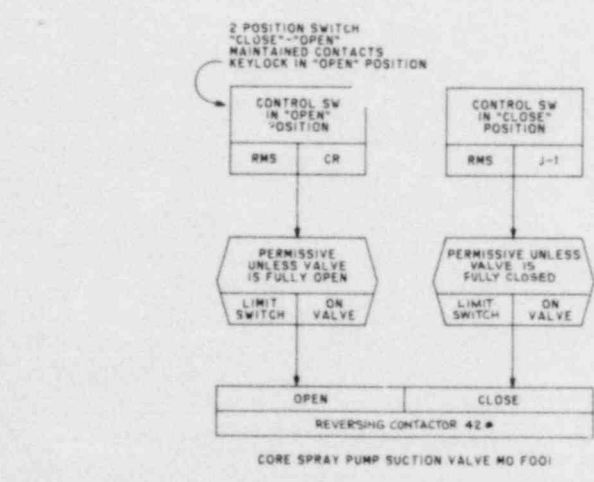 2 POSITION SWITCH
"CLOSE"-"OPEN"
MAINTAINED CONTACTS
KEYLOCK IN "OPEN" POSITION
CONTROL SW
IN "OPEN"
POSITION
RMS
CR
CONTROL SW
IN "CLOSE"
POSITION
RMS
J-1
PERMISSIVE
UNLESS VALVE
IS FULLY OPEN
LIMIT
SWITCH
ON
VALVE
PERMISSIVE UNLESS
VALVE IS
FULLY CLOSED
LIMIT
SWITCH
ON
VALVE
OPEN
CLOSE
REVERSING CONTACTOR 42*
CORE SPRAY PUMP SUCTION VALVE MO F001